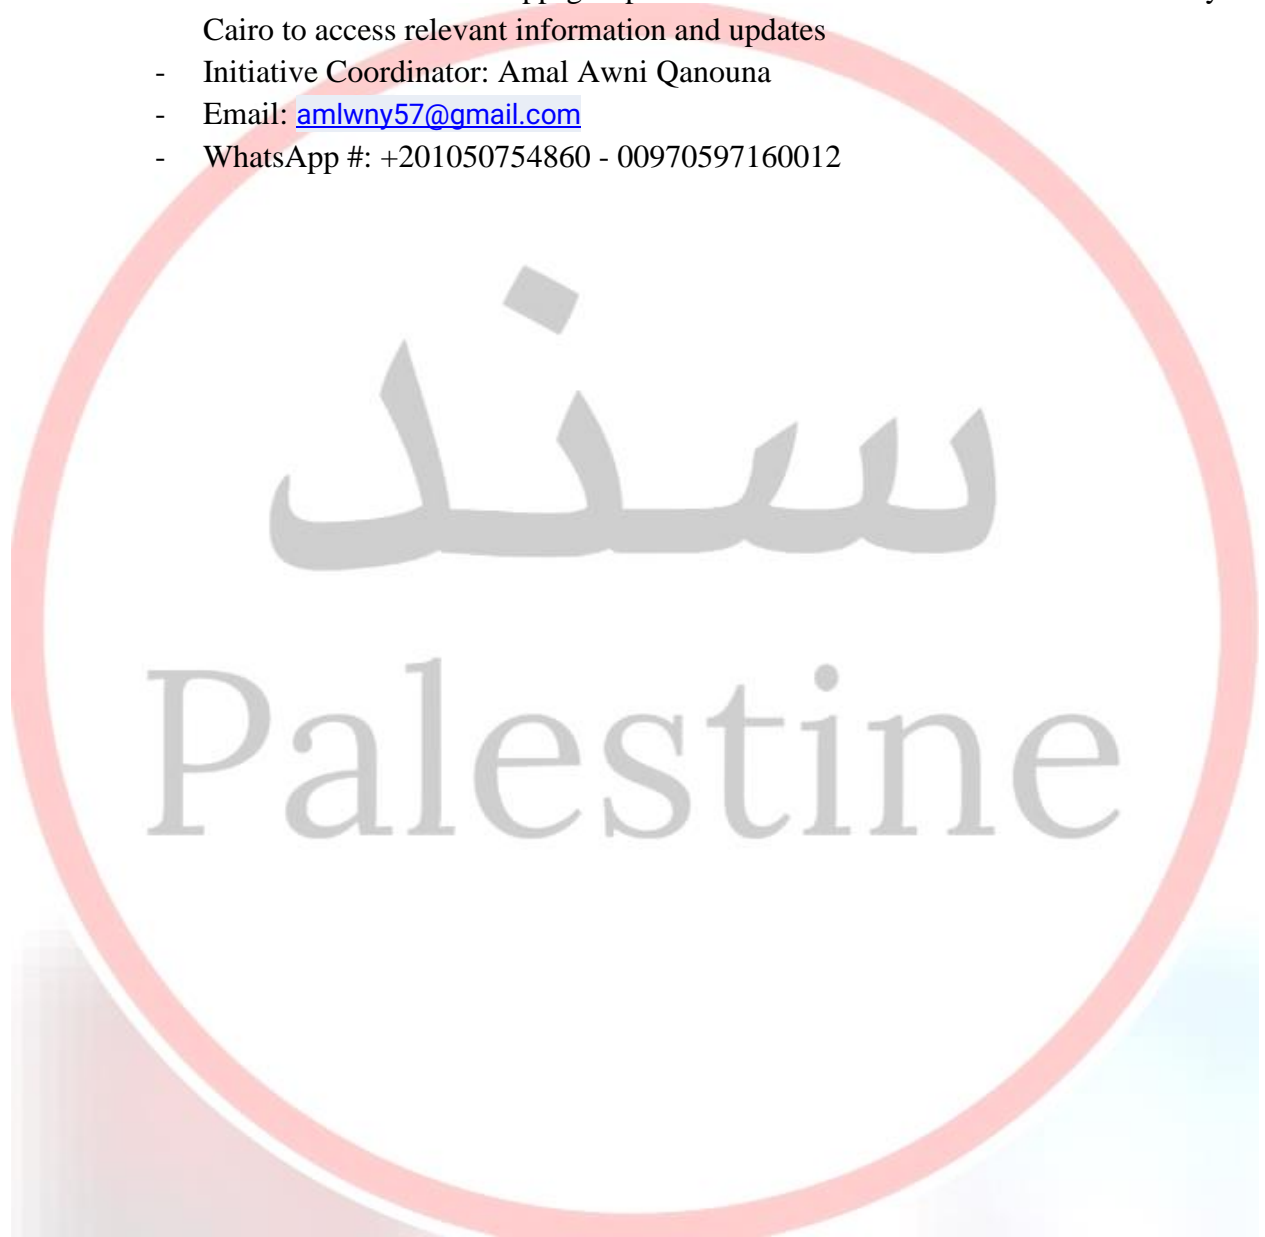 Cairo to access relevant information and updates
- Initiative Coordinator: Amal Awni Qanouna
- Email: amlwny57@gmail.com
- WhatsApp #: +201050754860 - 00970597160012
سند
Palestine